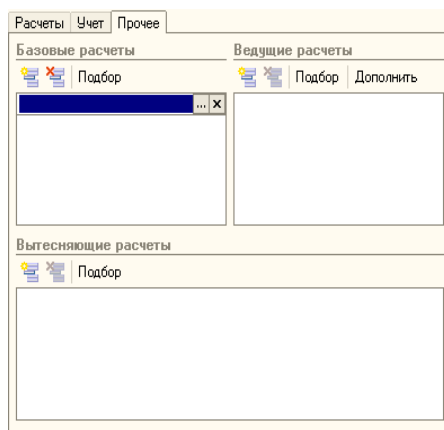 Расчеты Учет Прочее
Базовые расчеты Ведущие расчеты
Подбор Подбор Дополнить
... x
Вытесняющие расчеты
Подбор